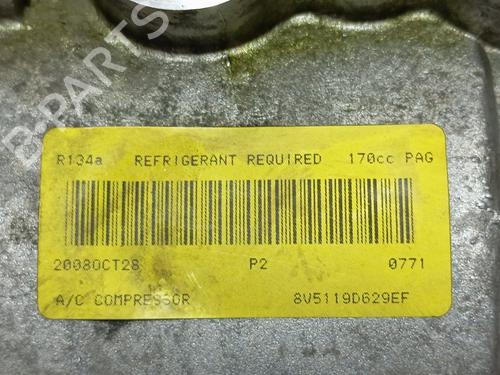 R134a REFRIGERANT REQUIRED 170cc PAG
2008OCT28 P2 0771
A/C COMPRESSOR 8V5119D629EF
B-PARTS